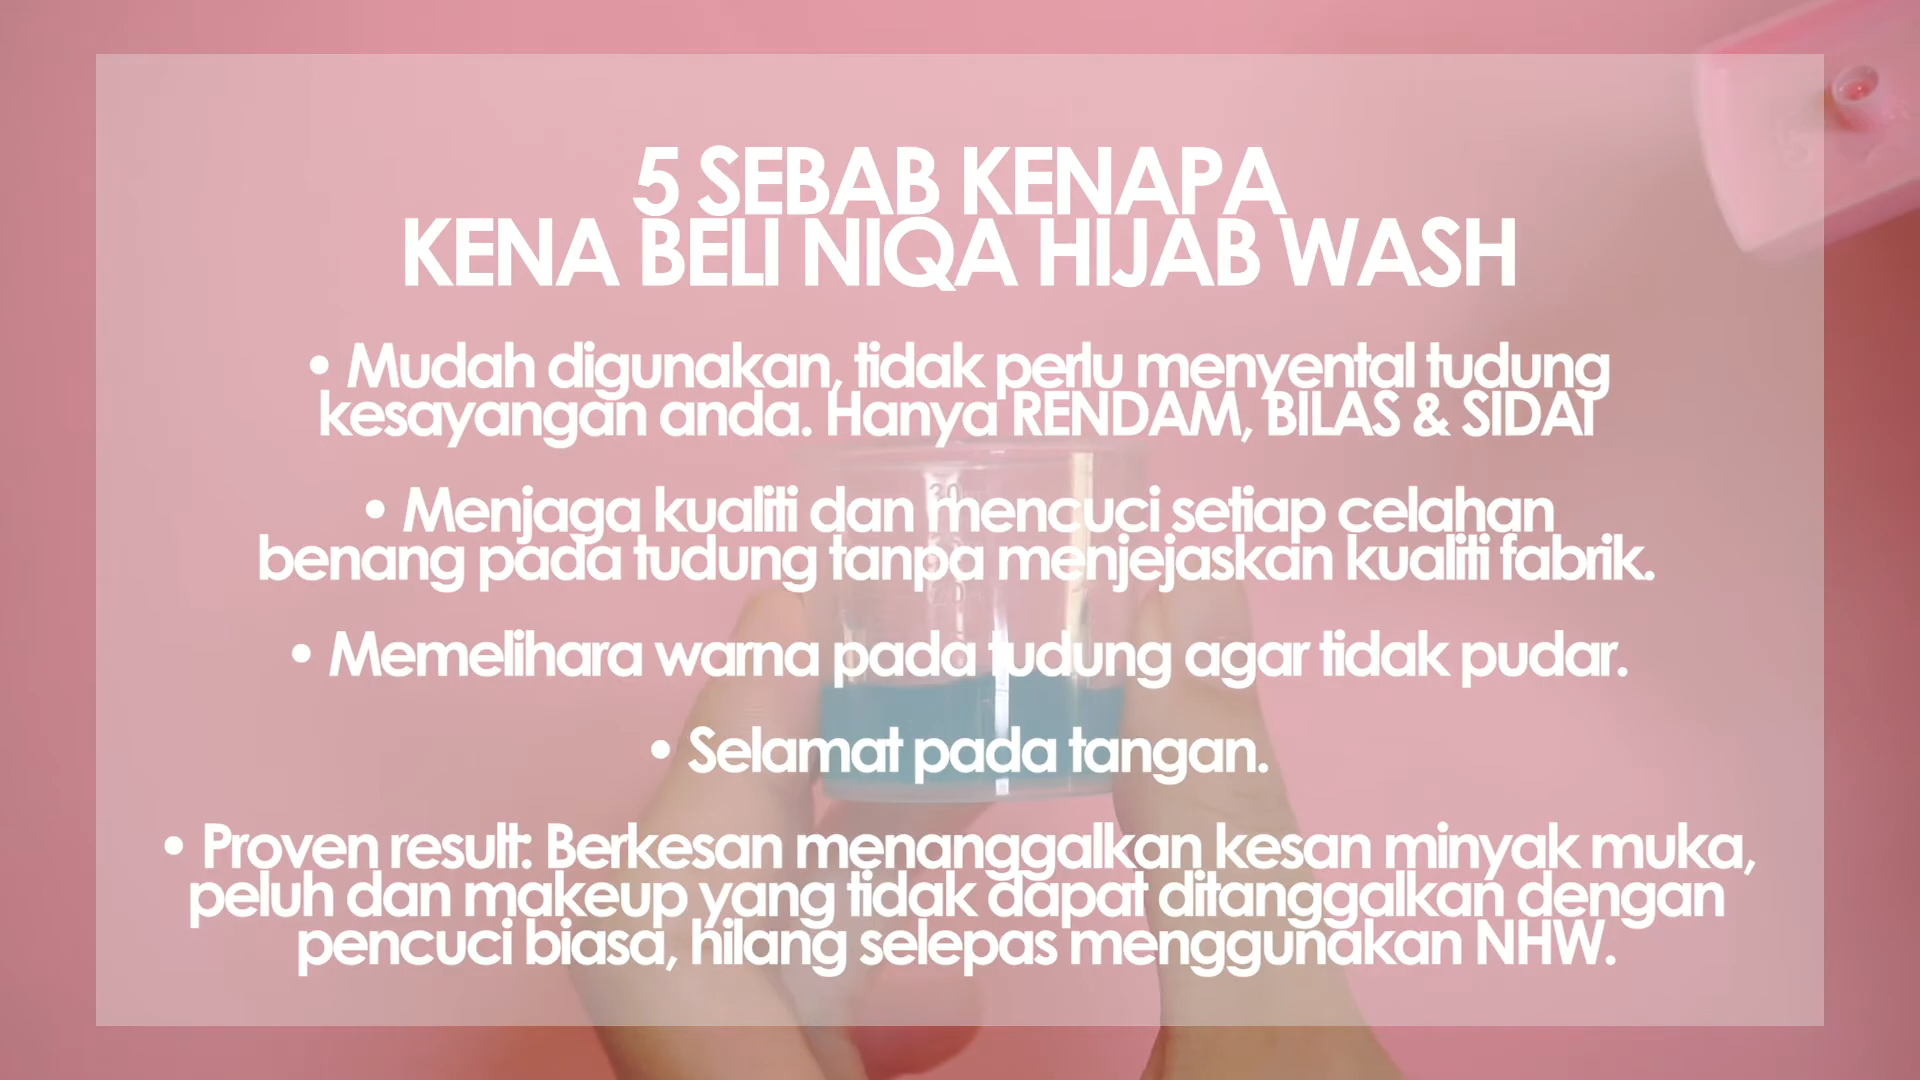 5 SEBAB KENAPA
KENA BELI NIQA HIJAB WASH
• Mudah digunakan, tidak perlu menyental tudung
kesayangan anda. Hanya RENDAM, BILAS & SIDAI
• Menjaga kualiti dan mencuci setiap celahan
benang pada tudung tanpa menjejaskan kualiti fabrik.
• Memelihara warna pada tudung agar tidak pudar.
• Selamat pada tangan.
• Proven result: Berkesan menanggalkan kesan minyak muka,
peluh dan makeup yang tidak dapat ditanggalkan dengan
pencuci biasa, hilang selepas menggunakan NHW.